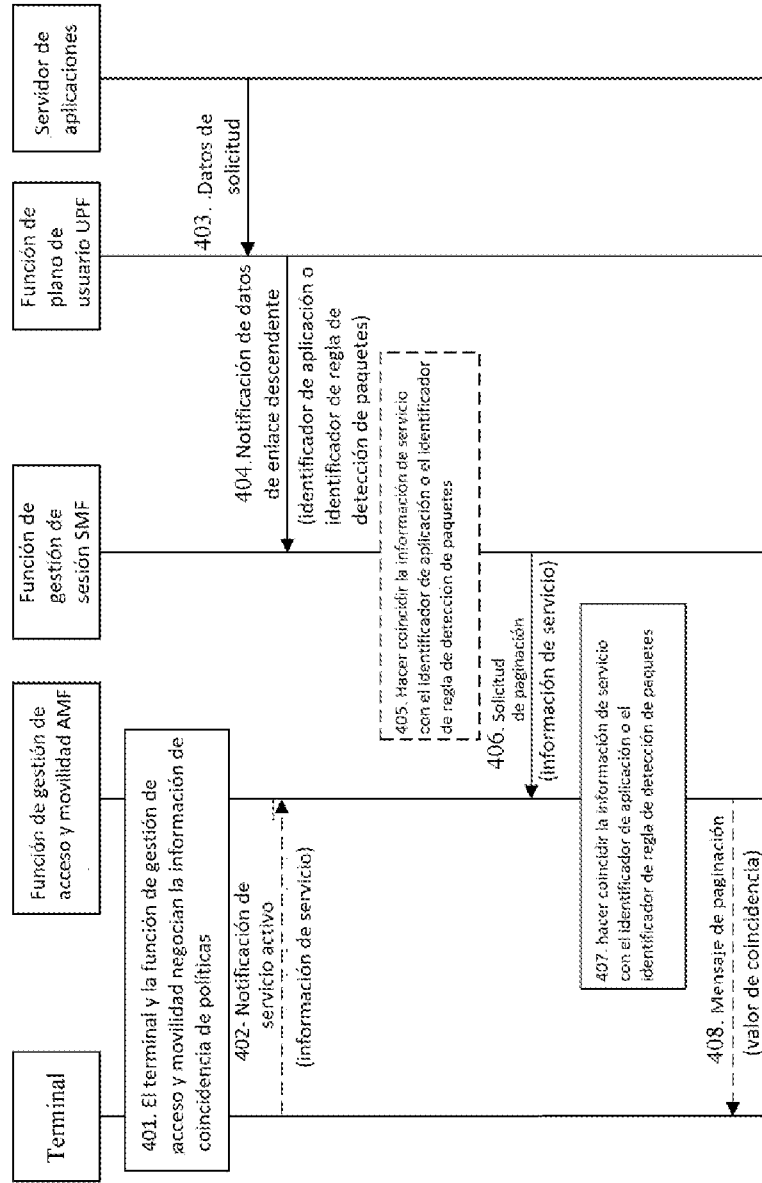 Terminal
Función de gestión de
acceso y movilidad AMF
Función de
gestión de
sesión SMF
Función de
plano de
usuario UPF
Servidor de
aplicaciones
401. El terminal y la función de gestión de
acceso y movilidad negocian la información de
coincidencia de políticas
402- Notificación de
servicio activo
(información de servicio)
403. .Datos de
solicitud
404. Notificación de datos
de enlace descendente
(identificador de aplicación o
identificador de regla de
detección de paquetes)
405. Hacer coincidir la información de servicio
con el identificador de aplicación o el identificador
de regla de detección de paquetes
406. Solicitud
de paginación
(información de servicio)
407. hacer coincidir la información de servicio
con el identificador de aplicación o el
identificador de regla de detección de paquetes
408. Mensaje de paginación
(valor de coincidencia)